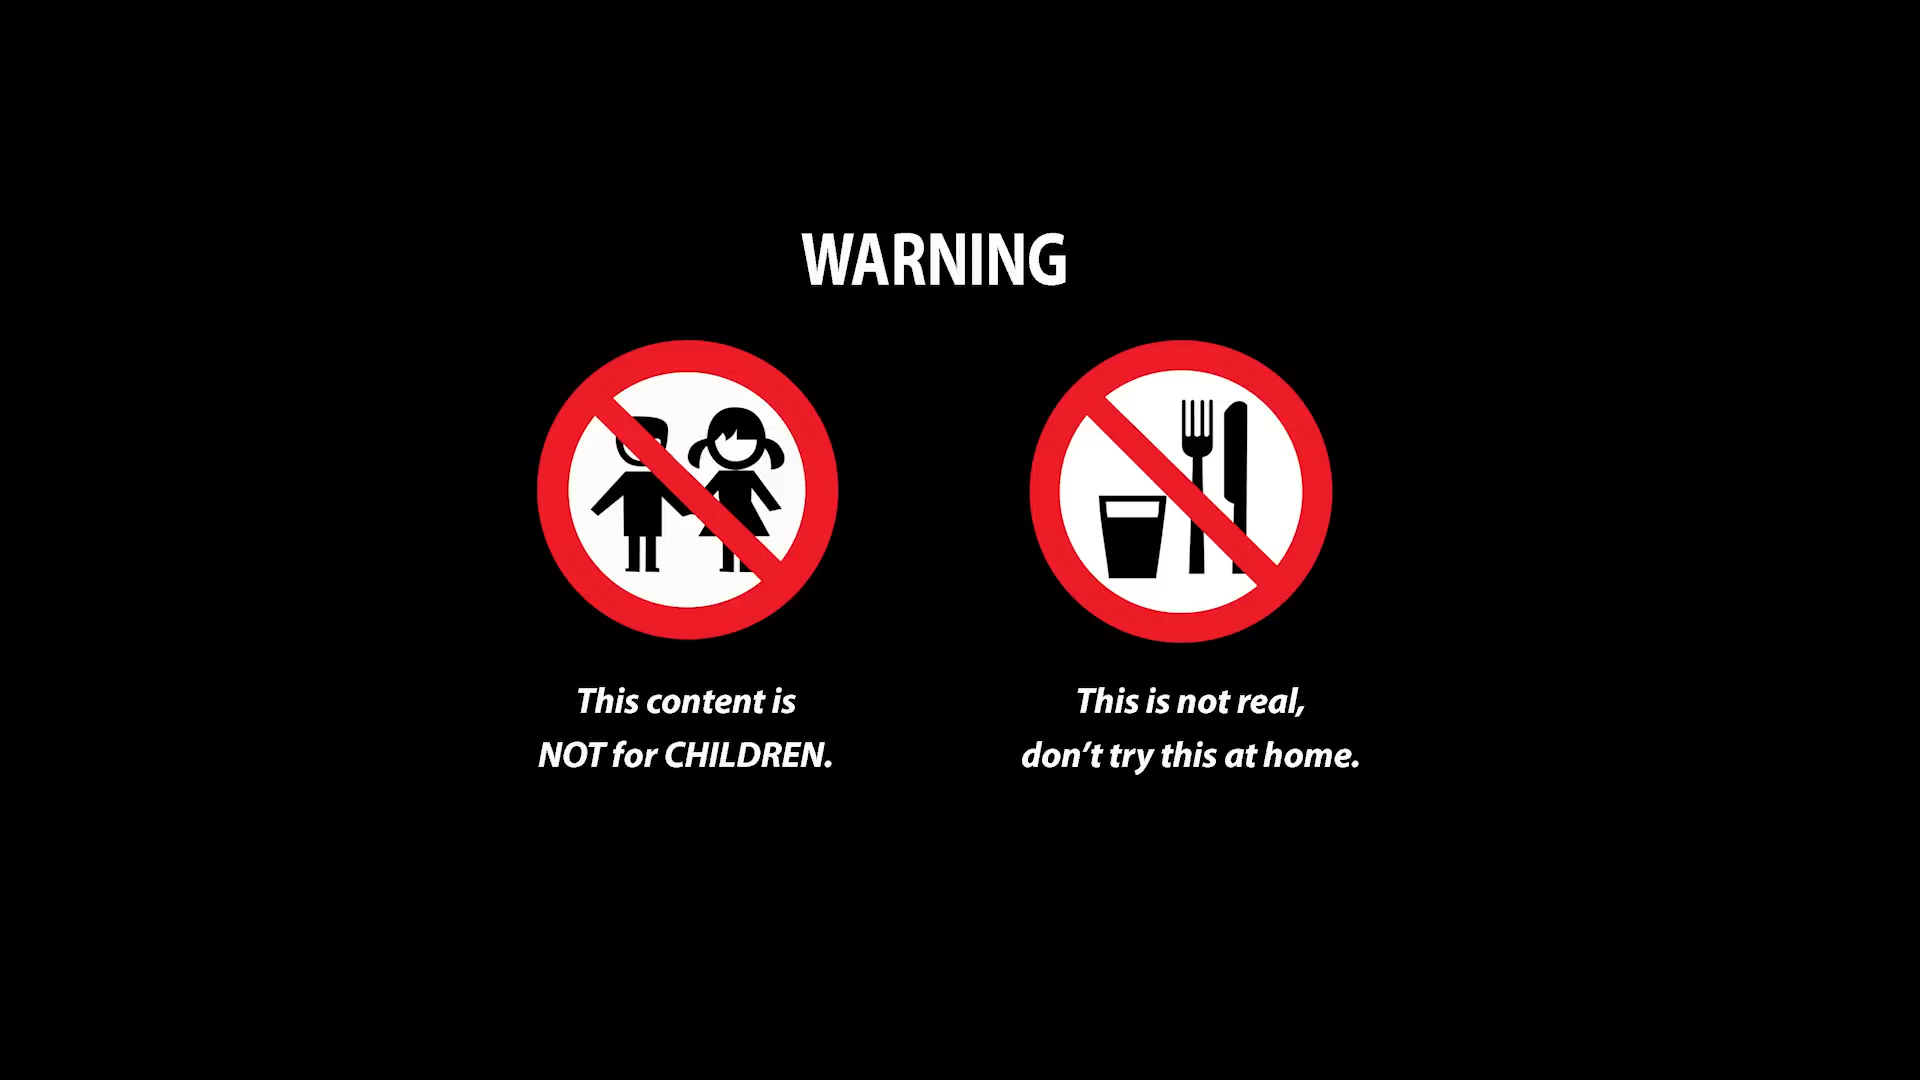 WARNING
This content is
NOT for CHILDREN.
This is not real,
don't try this at home.